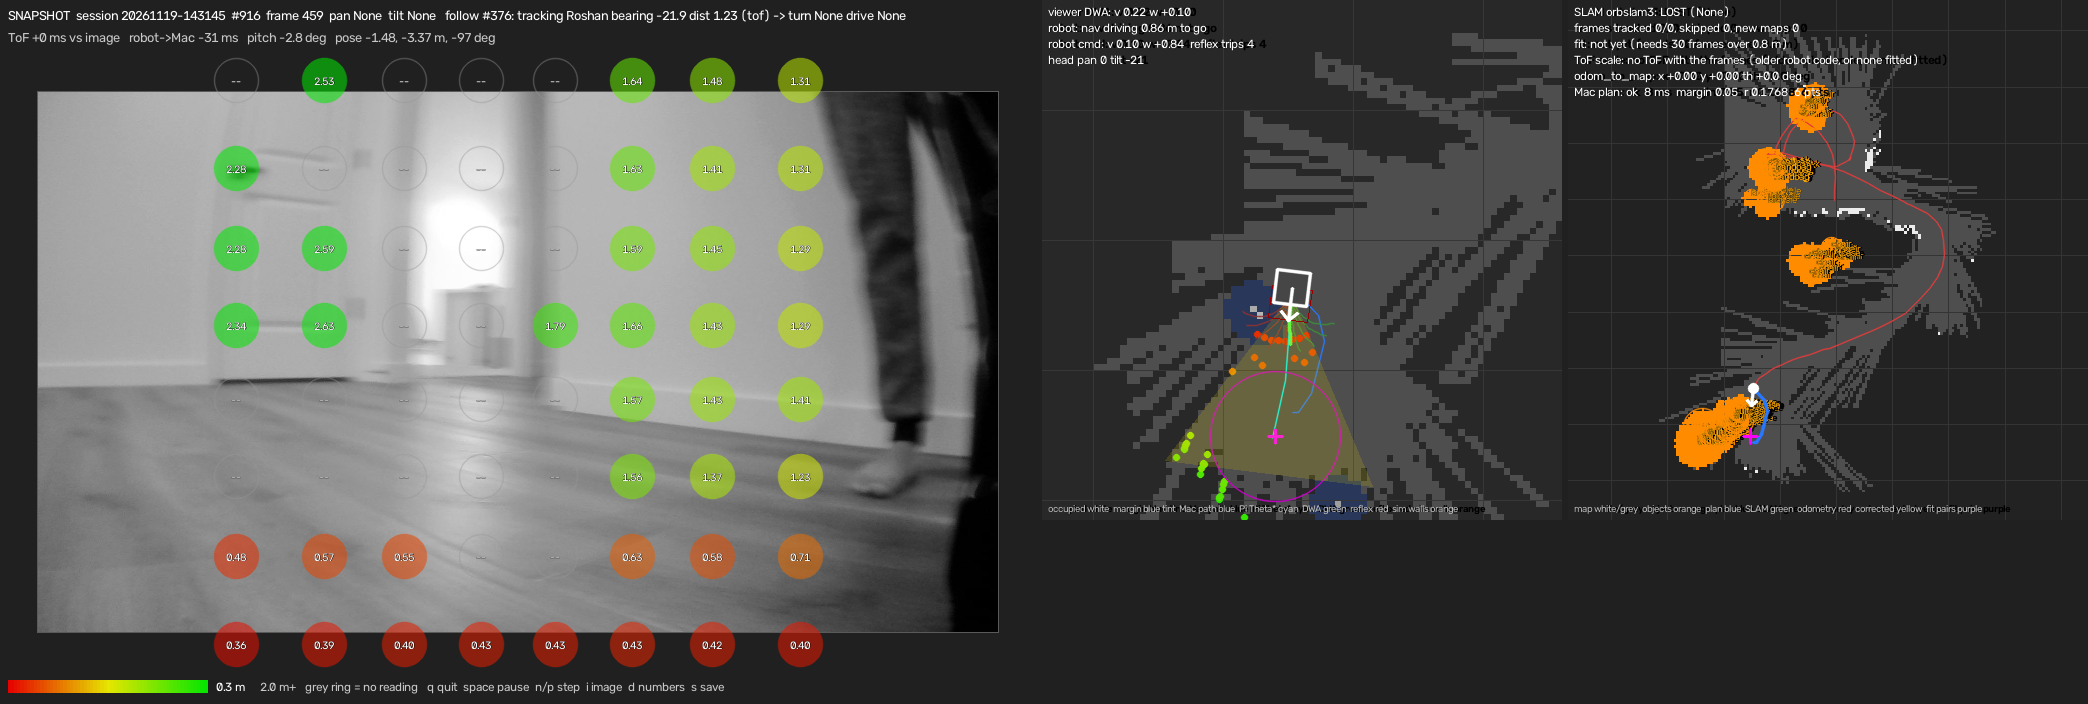 SNAPSHOT session 20261119-143145 #916 frame 459 pan None tilt None follow #376: tracking Roshan bearing -21.9 dist 1.23 (tof) -> turn None drive None
ToF +0 ms vs image robot->Mac -31 ms pitch -2.8 deg pose -1.48, -3.37 m, -97 deg
-- 2.53 -- -- -- 1.64 1.48 1.31
2.28 -- -- -- -- 1.63 1.41 1.31
2.28 2.59 -- -- -- 1.59 1.45 1.29
2.34 2.63 -- -- 1.79 1.66 1.43 1.29
-- -- -- -- -- 1.57 1.43 1.41
-- -- -- -- -- 1.56 1.37 1.23
0.48 0.57 0.55 -- -- 0.63 0.58 0.71
0.36 0.39 0.40 0.43 0.43 0.43 0.42 0.40
0.3 m 2.0 m+ grey ring = no reading q quit space pause n/p step i image d numbers s save
viewer DWA: v 0.22 w +0.10
robot: nav driving 0.86 m to go
robot cmd: v 0.10 w +0.84 reflex trips 4
head pan 0 tilt -21
occupied white margin blue tint Mac path blue PI Theta* cyan DWA green reflex red sim walls orange
SLAM orbslam3: LOST (None)
frames tracked 0/0, skipped 0, new maps 0
fit: not yet (needs 30 frames over 0.8 m)
ToF scale: no ToF with the frames (older robot code, or none fitted)
odom_to_map: x +0.00 y +0.00 th +0.0 deg
Mac plan: ok 8 ms margin 0.05 r 0.1768 6 pts
map white/grey objects orange plan blue SLAM green odometry red corrected yellow fit pairs purple